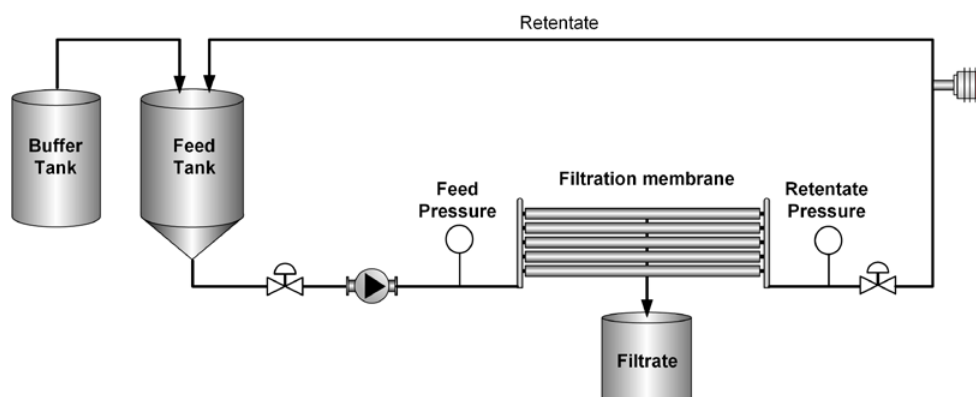 Retentate
Buffer
Tank
Feed
Tank
Feed
Pressure
Filtration membrane
Retentate
Pressure
Filtrate